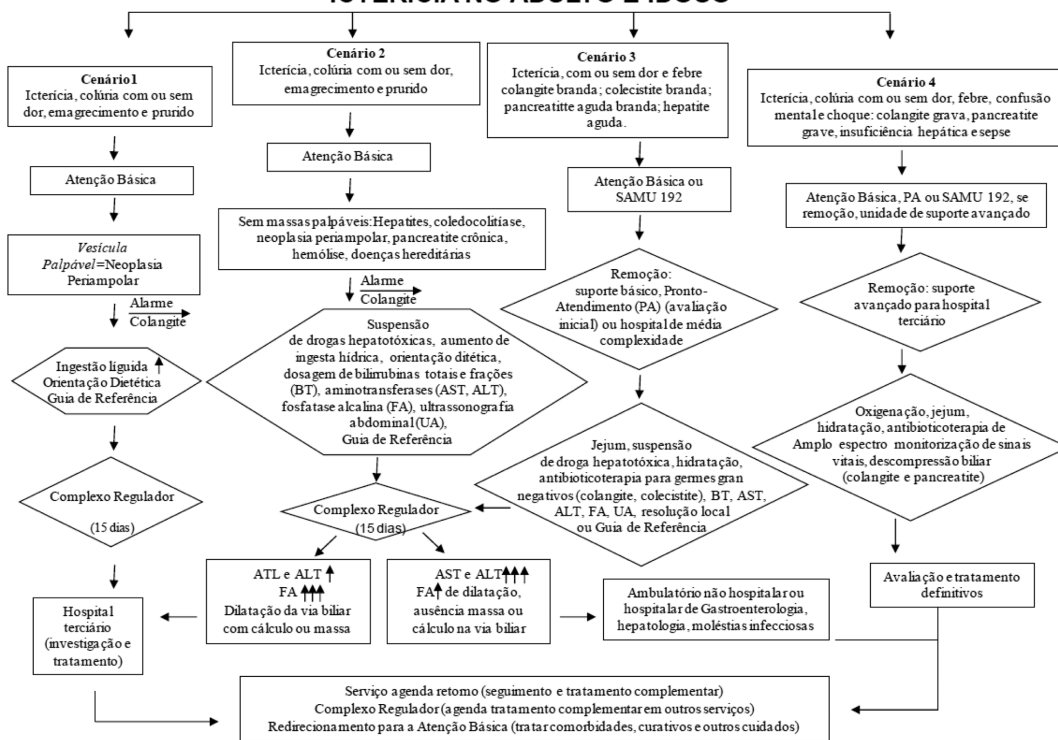 ICTERÍCIA NO ADULTO E IDOSO
Cenário1
Icterícia, colúria com ou sem
dor, emagrecimento e prurido
Atenção Básica
Vesícula
Palpável=Neoplasia
Periampolar
Alarme
Colangite
Ingestão líguida
Orientação Dietética
Guia de Referência
Complexo Regulador
(15 dias)
Hospital
terciário
(investigação e
tratamento)
Cenário 2
Icterícia, colúria com ou sem dor,
emagrecimento e prurido
Atenção Básica
Sem massas palpáveis:Hepatites, coledocolitíase,
neoplasia periampolar, pancreatite crônica,
hemólise, doenças hereditárias
Alarme
Colangite
Suspensão
de drogas hepatotóxicas, aumento de
ingesta hídrica, orientação ditética,
dosagem de bilirrubinas totais e frações
(BT), aminotransferases (AST, ALT),
fosfatase alcalina (FA), ultrassonografia
abdominal (UA),
Guia de Referência
Complexo Regulador
(15 dias)
ATL e ALT
FA
Dilatação da via biliar
com cálculo ou massa
AST e ALT
FA de dilatação,
ausência massa ou
cálculo na via biliar
Cenário 3
Icterícia, com ou sem dor e febre
colangite branda; colecistite branda;
pancreatitte aguda branda; hepatite
aguda.
Atenção Básica ou
SAMU 192
Remoção:
suporte básico, Pronto-
Atendimento (PA) (avaliação
inicial) ou hospital de média
complexidade
Jejum, suspensão
de droga hepatotóxica, hidratação,
antibioticoterapia para germes gran
negativos (colangite, colecistite), BT, AST,
ALT, FA, UA, resolução local
ou Guia de Referência
Ambulatório não hospitalar ou
hospitalar de Gastroenterologia,
hepatologia, moléstias infecciosas
Cenário 4
Icterícia, colúria com ou sem dor, febre, confusão
mental e choque: colangite grava, pancreatite
grave, insuficiência hepática e sepse
Atenção Básica, PA ou SAMU 192, se
remoção, unidade de suporte avançado
Remoção: suporte
avançado para hospital
terciário
Oxigenação, jejum,
hidratação, antibioticoterapia de
Amplo espectro monitorização de sinais
vitais, descompressão biliar
(colangite e pancreatite)
Avaliação e tratamento
definitivos
Serviço agenda retomo (seguimento e tratamento complementar)
Complexo Regulador (agenda tratamento complementar em outros serviços)
Redirecionamento para a Atenção Básica (tratar comorbidades, curativos e outros cuidados)